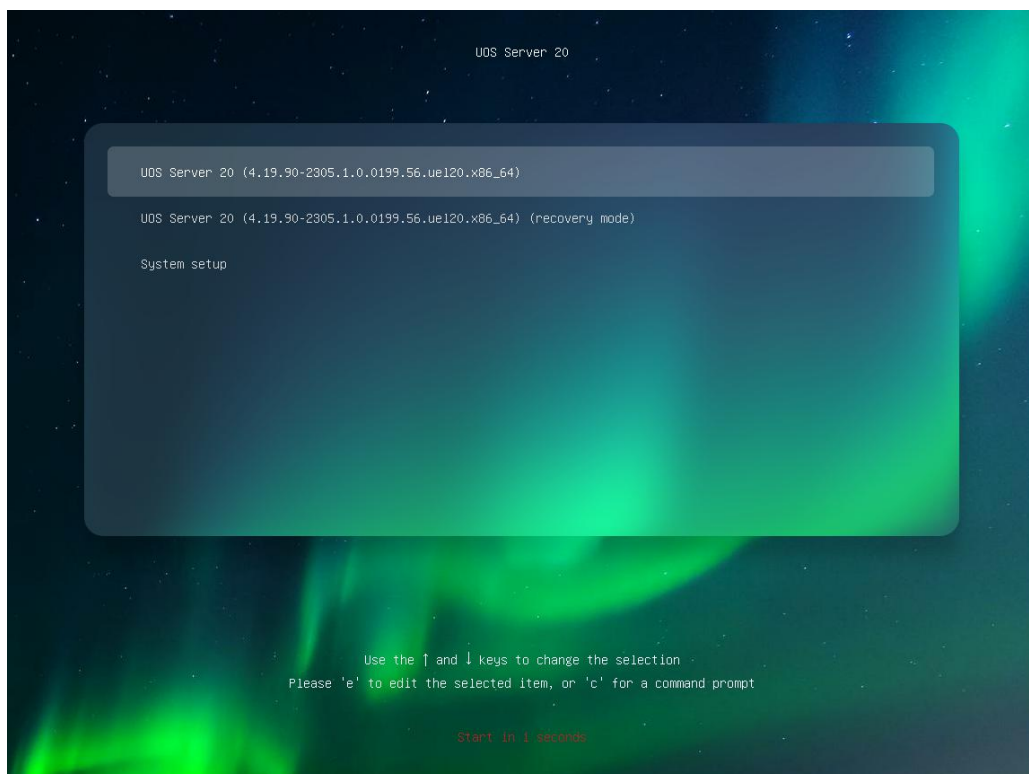 UOS Server 20
UOS Server 20 (4.19.90-2305.1.0.0199.56.uel20.x86_64)
UOS Server 20 (4.19.90-2305.1.0.0199.56.uel20.x86_64) (recovery mode)
System setup
Use the ↑ and ↓ keys to change the selection
Please 'e' to edit the selected item, or 'c' for a command prompt
Start in 1 seconds